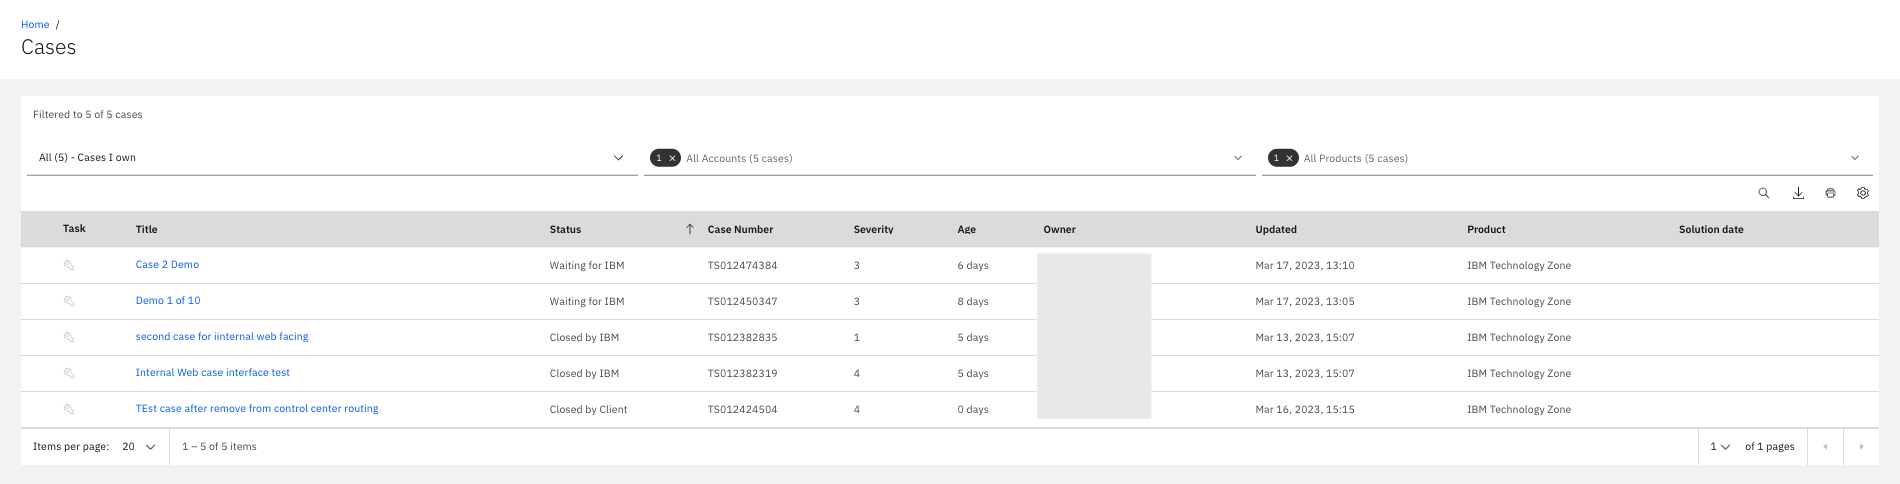 Home /
Cases
Filtered to 5 of 5 cases
All (5) - Cases I own
1 × All Accounts (5 cases)
1 × All Products (5 cases)
Task Title Status Case Number Severity Age Owner Updated Product Solution date
Case 2 Demo Waiting for IBM TS012474384 3 6 days Mar 17, 2023, 13:10 IBM Technology Zone
Demo 1 of 10 Waiting for IBM TS012450347 3 8 days Mar 17, 2023, 13:05 IBM Technology Zone
second case for iinternal web facing Closed by IBM TS012382835 1 5 days Mar 13, 2023, 15:07 IBM Technology Zone
Internal Web case interface test Closed by IBM TS012382319 4 5 days Mar 13, 2023, 15:07 IBM Technology Zone
TEst case after remove from control center routing Closed by Client TS012424504 4 0 days Mar 16, 2023, 15:15 IBM Technology Zone
Items per page: 20 1 – 5 of 5 items 1 of 1 pages